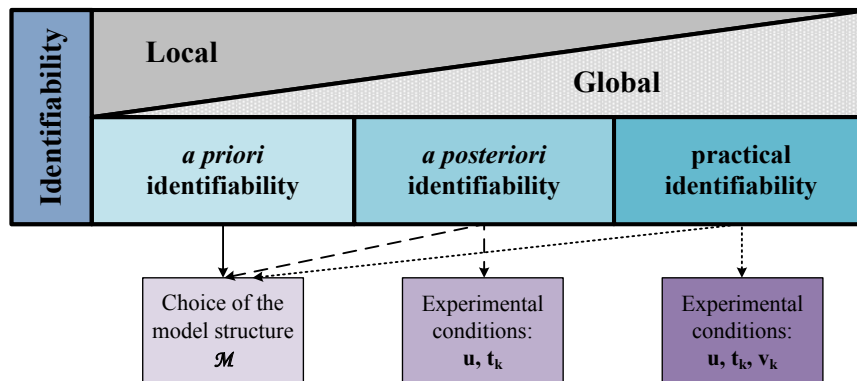 Identifiability
Local
Global
a priori
identifiability
a posteriori
identifiability
practical
identifiability
Choice of the
model structure
ℳ
Experimental
conditions:
u, tₖ
Experimental
conditions:
u, tₖ, vₖ